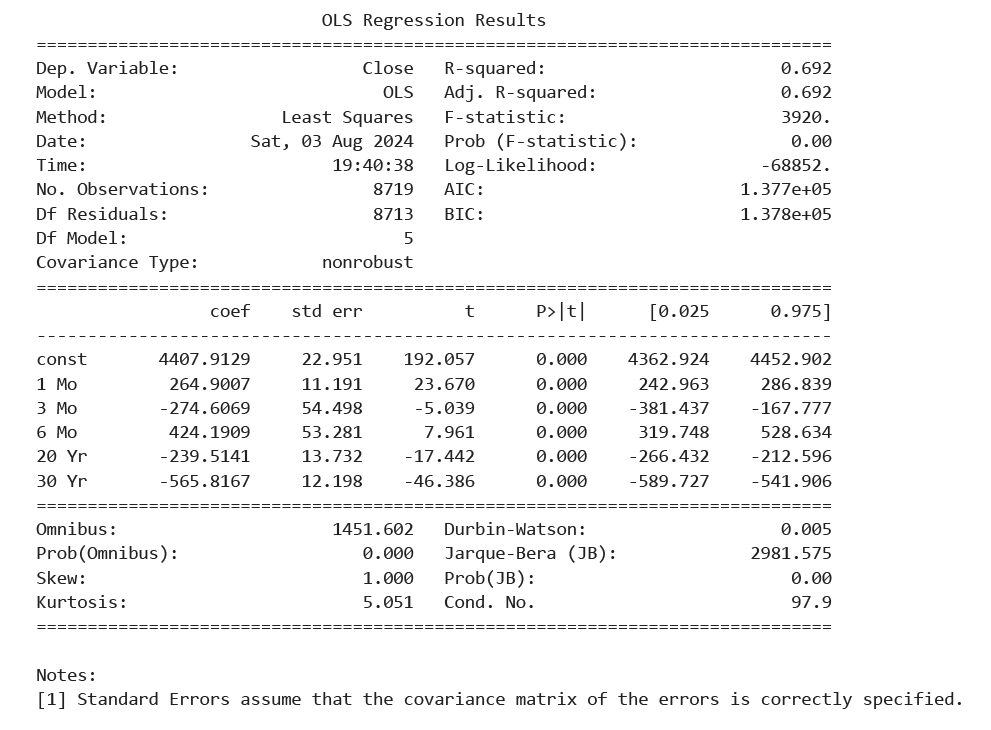 OLS Regression Results
==============================================================================
Dep. Variable:                  Close   R-squared:                       0.692
Model:                            OLS   Adj. R-squared:                  0.692
Method:                 Least Squares   F-statistic:                     3920.
Date:                Sat, 03 Aug 2024   Prob (F-statistic):               0.00
Time:                        19:40:38   Log-Likelihood:                -68852.
No. Observations:                8719   AIC:                         1.377e+05
Df Residuals:                    8713   BIC:                         1.378e+05
Df Model:                           5
Covariance Type:            nonrobust
==============================================================================
                 coef    std err          t      P>|t|      [0.025      0.975]
------------------------------------------------------------------------------
const       4407.9129     22.951    192.057      0.000    4362.924    4452.902
1 Mo         264.9007     11.191     23.670      0.000     242.963     286.839
3 Mo        -274.6069     54.498     -5.039      0.000    -381.437    -167.777
6 Mo         424.1909     53.281      7.961      0.000     319.748     528.634
20 Yr       -239.5141     13.732    -17.442      0.000    -266.432    -212.596
30 Yr       -565.8167     12.198    -46.386      0.000    -589.727    -541.906
==============================================================================
Omnibus:                     1451.602   Durbin-Watson:                   0.005
Prob(Omnibus):                  0.000   Jarque-Bera (JB):             2981.575
Skew:                           1.000   Prob(JB):                         0.00
Kurtosis:                       5.051   Cond. No.                         97.9
==============================================================================

Notes:
[1] Standard Errors assume that the covariance matrix of the errors is correctly specified.